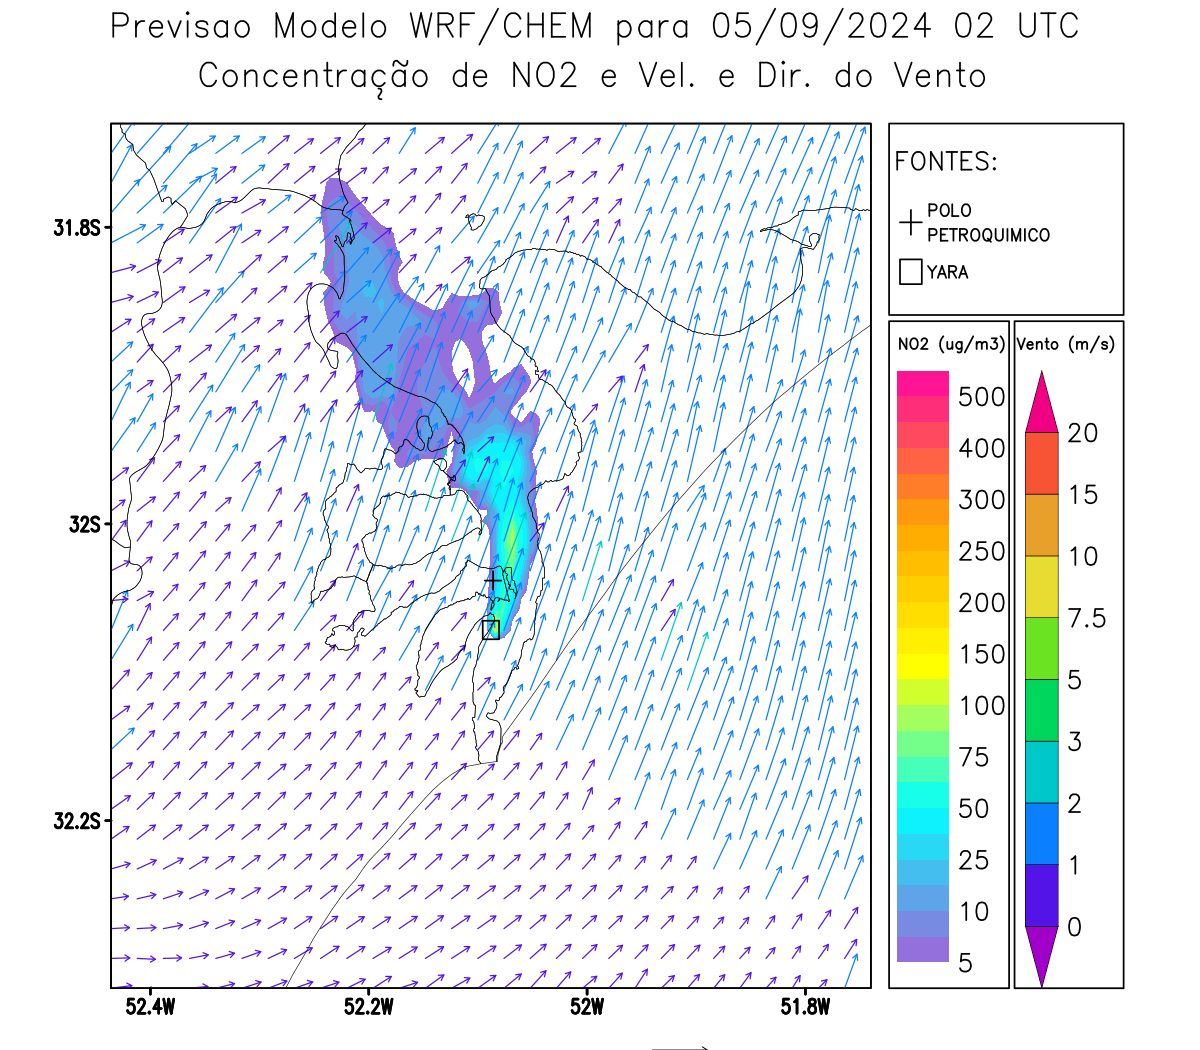 Previsao Modelo WRF/CHEM para 05/09/2024 02 UTC
Concentração de NO2 e Vel. e Dir. do Vento
FONTES:
POLO
PETROQUIMICO
YARA
NO2 (ug/m3)
500
400
300
250
200
150
100
75
50
25
10
5
Vento (m/s)
20
15
10
7.5
5
3
2
1
0
31.8S
32S
32.2S
52.4W 52.2W 52W 51.8W